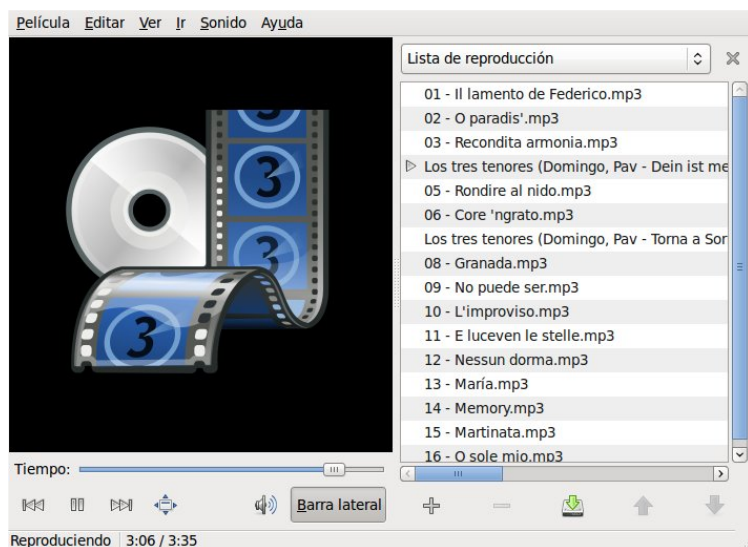 Película Editar Ver Ir Sonido Ayuda
Lista de reproducción
01 - Il lamento de Federico.mp3
02 - O paradis'.mp3
03 - Recondita armonia.mp3
Los tres tenores (Domingo, Pav - Dein ist me
05 - Rondire al nido.mp3
06 - Core 'ngrato.mp3
Los tres tenores (Domingo, Pav - Torna a Sor
08 - Granada.mp3
09 - No puede ser.mp3
10 - L'improviso.mp3
11 - E luceven le stelle.mp3
12 - Nessun dorma.mp3
13 - María.mp3
14 - Memory.mp3
15 - Martinata.mp3
16 - O sole mio.mp3
3
3
3
3
Tiempo:
Barra lateral
Reproduciendo 3:06 / 3:35